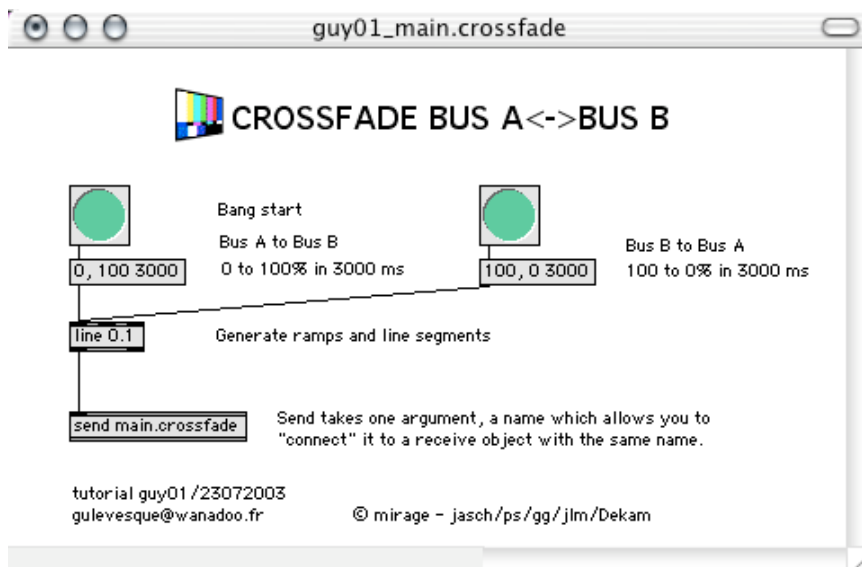 guy01_main.crossfade
CROSSFADE BUS A<->BUS B
Bang start
Bus A to Bus B
Bus B to Bus A
0, 100 3000
0 to 100% in 3000 ms
100, 0 3000
100 to 0% in 3000 ms
line 0.1
Generate ramps and line segments
send main.crossfade
Send takes one argument, a name which allows you to
"connect" it to a receive object with the same name.
tutorial guy01/23072003
gulevesque@wanadoo.fr
© mirage - jasch/ps/gg/jlm/Dekam